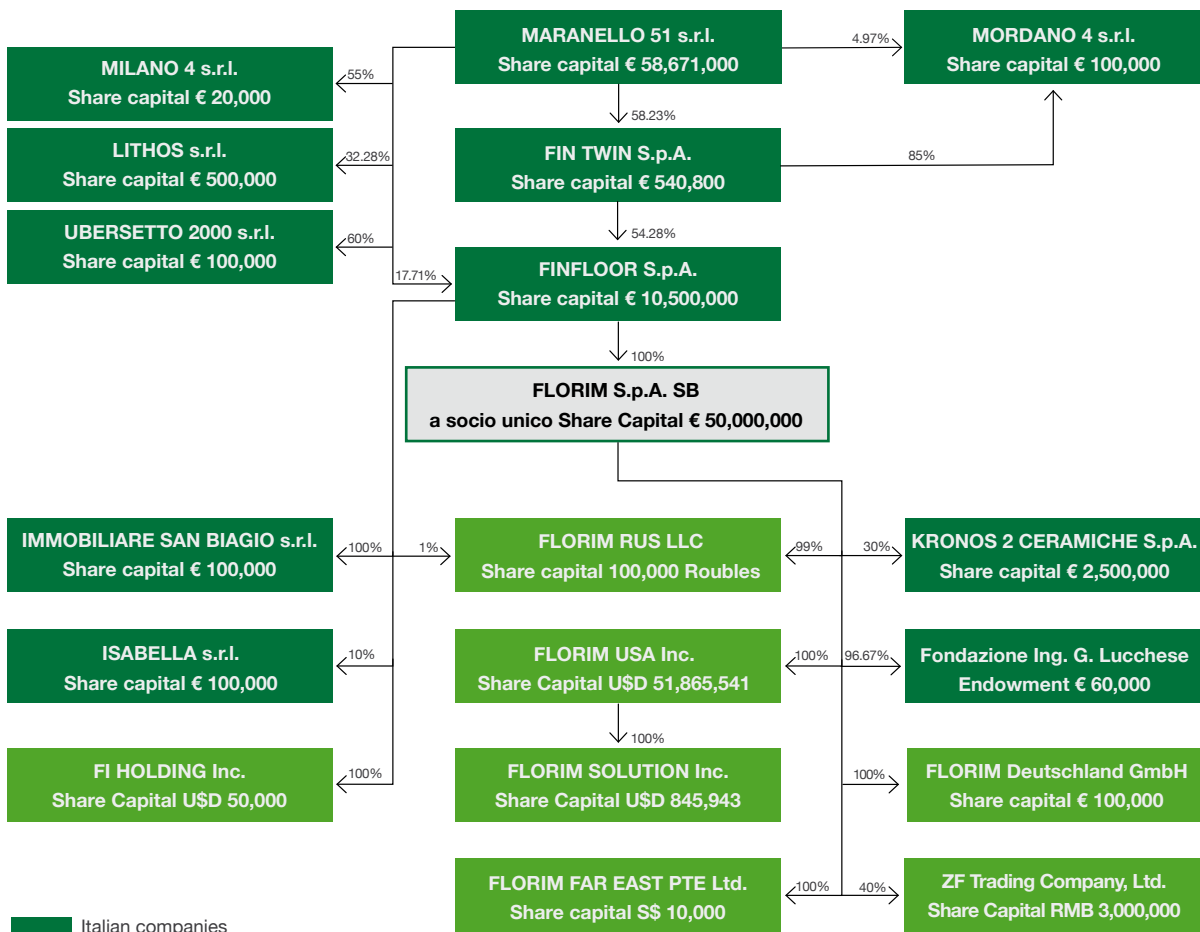 MARANELLO 51 s.r.l.
Share capital € 58,671,000
4.97%
MORDANO 4 s.r.l.
Share capital € 100,000
MILANO 4 s.r.l.
Share capital € 20,000
55%
58.23%
LITHOS s.r.l.
Share capital € 500,000
32.28%
FIN TWIN S.p.A.
Share capital € 540,800
85%
UBERSETTO 2000 s.r.l.
Share capital € 100,000
60%
54.28%
17.71%
FINFLOOR S.p.A.
Share capital € 10,500,000
100%
FLORIM S.p.A. SB
a socio unico Share Capital € 50,000,000
IMMOBILIARE SAN BIAGIO s.r.l.
Share capital € 100,000
100%
1%
FLORIM RUS LLC
Share capital 100,000 Roubles
99%
30%
KRONOS 2 CERAMICHE S.p.A.
Share capital € 2,500,000
ISABELLA s.r.l.
Share capital € 100,000
10%
FLORIM USA Inc.
Share Capital U$D 51,865,541
100%
96.67%
Fondazione Ing. G. Lucchese
Endowment € 60,000
100%
FI HOLDING Inc.
Share Capital U$D 50,000
100%
FLORIM SOLUTION Inc.
Share Capital U$D 845,943
100%
FLORIM Deutschland GmbH
Share capital € 100,000
FLORIM FAR EAST PTE Ltd.
Share capital S$ 10,000
100%
40%
ZF Trading Company, Ltd.
Share Capital RMB 3,000,000
Italian companies